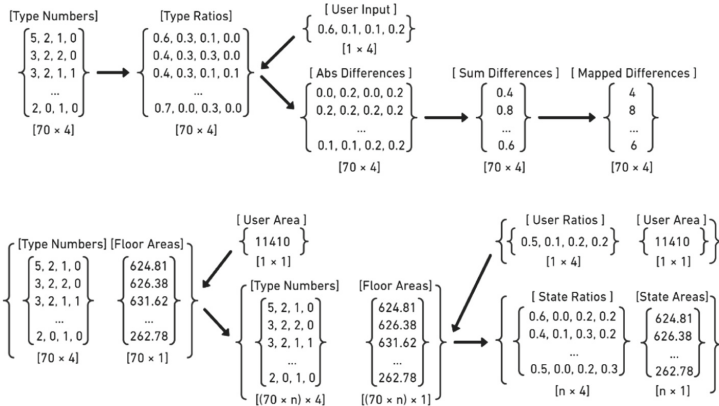 [Type Numbers]
5, 2, 1, 0
3, 2, 2, 0
3, 2, 1, 1
...
2, 0, 1, 0
[70 × 4]
[Type Ratios]
0.6, 0.3, 0.1, 0.0
0.4, 0.3, 0.3, 0.0
0.4, 0.3, 0.1, 0.1
...
0.7, 0.0, 0.3, 0.0
[70 × 4]
[ User Input ]
0.6, 0.1, 0.1, 0.2
[1 × 4]
[ Abs Differences ]
0.0, 0.2, 0.0, 0.2
0.2, 0.2, 0.2, 0.2
...
0.1, 0.1, 0.2, 0.2
[70 × 4]
[ Sum Differences ]
0.4
0.8
...
0.6
[70 × 4]
[ Mapped Differences ]
4
8
...
6
[70 × 4]
[Type Numbers]
5, 2, 1, 0
3, 2, 2, 0
3, 2, 1, 1
...
2, 0, 1, 0
[70 × 4]
[Floor Areas]
624.81
626.38
631.62
...
262.78
[70 × 1]
[ User Area ]
11410
[1 × 1]
[Type Numbers]
5, 2, 1, 0
3, 2, 2, 0
3, 2, 1, 1
...
2, 0, 1, 0
[(70 × n) × 4]
[Floor Areas]
624.81
626.38
631.62
...
262.78
[(70 × n) × 1]
[ User Ratios ]
0.5, 0.1, 0.2, 0.2
[1 × 4]
[ User Area ]
11410
[1 × 1]
[ State Ratios ]
0.6, 0.0, 0.2, 0.2
0.4, 0.1, 0.3, 0.2
...
0.5, 0.0, 0.2, 0.3
[n × 4]
[State Areas]
624.81
626.38
...
262.78
[n × 1]